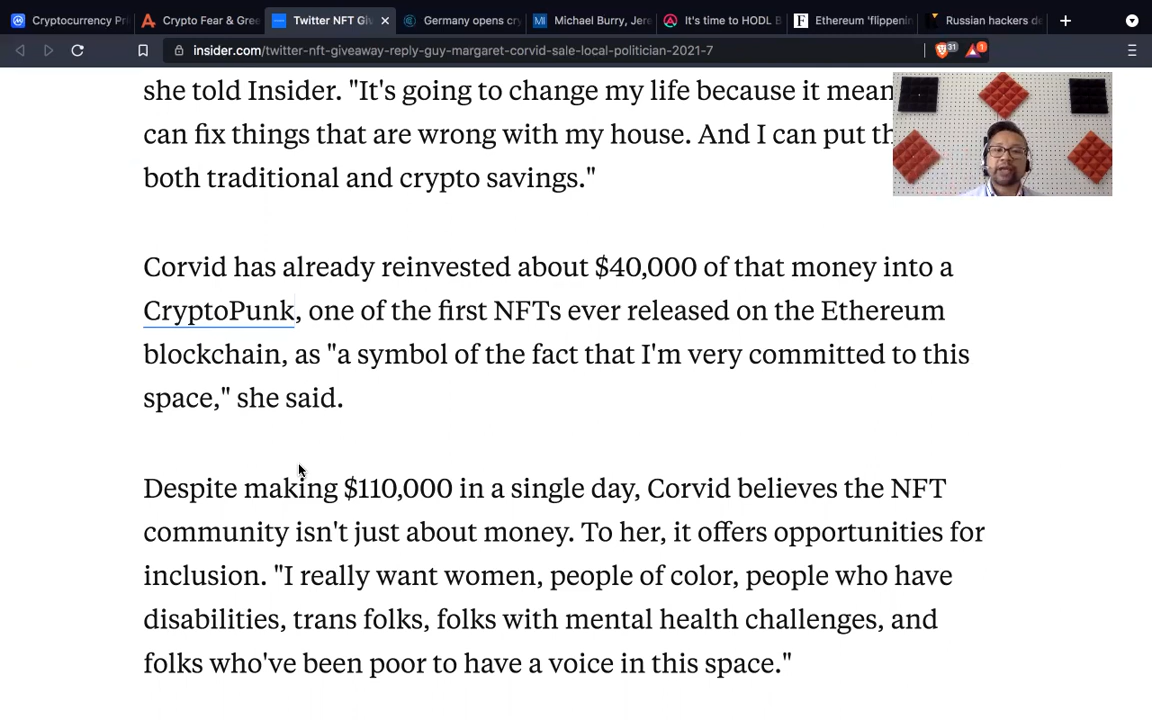 Cryptocurrency Pri
Crypto Fear & Gree
Twitter NFT Giv
Germany opens cry
Michael Burry, Jere
It's time to HODL B
Ethereum 'flippenin
Russian hackers de
insider.com/twitter-nft-giveaway-reply-guy-margaret-corvid-sale-local-politician-2021-7
31
1
she told Insider. "It's going to change my life because it mean
can fix things that are wrong with my house. And I can put th
both traditional and crypto savings."
Corvid has already reinvested about $40,000 of that money into a
CryptoPunk, one of the first NFTs ever released on the Ethereum
blockchain, as "a symbol of the fact that I'm very committed to this
space," she said.
Despite making $110,000 in a single day, Corvid believes the NFT
community isn't just about money. To her, it offers opportunities for
inclusion. "I really want women, people of color, people who have
disabilities, trans folks, folks with mental health challenges, and
folks who've been poor to have a voice in this space."